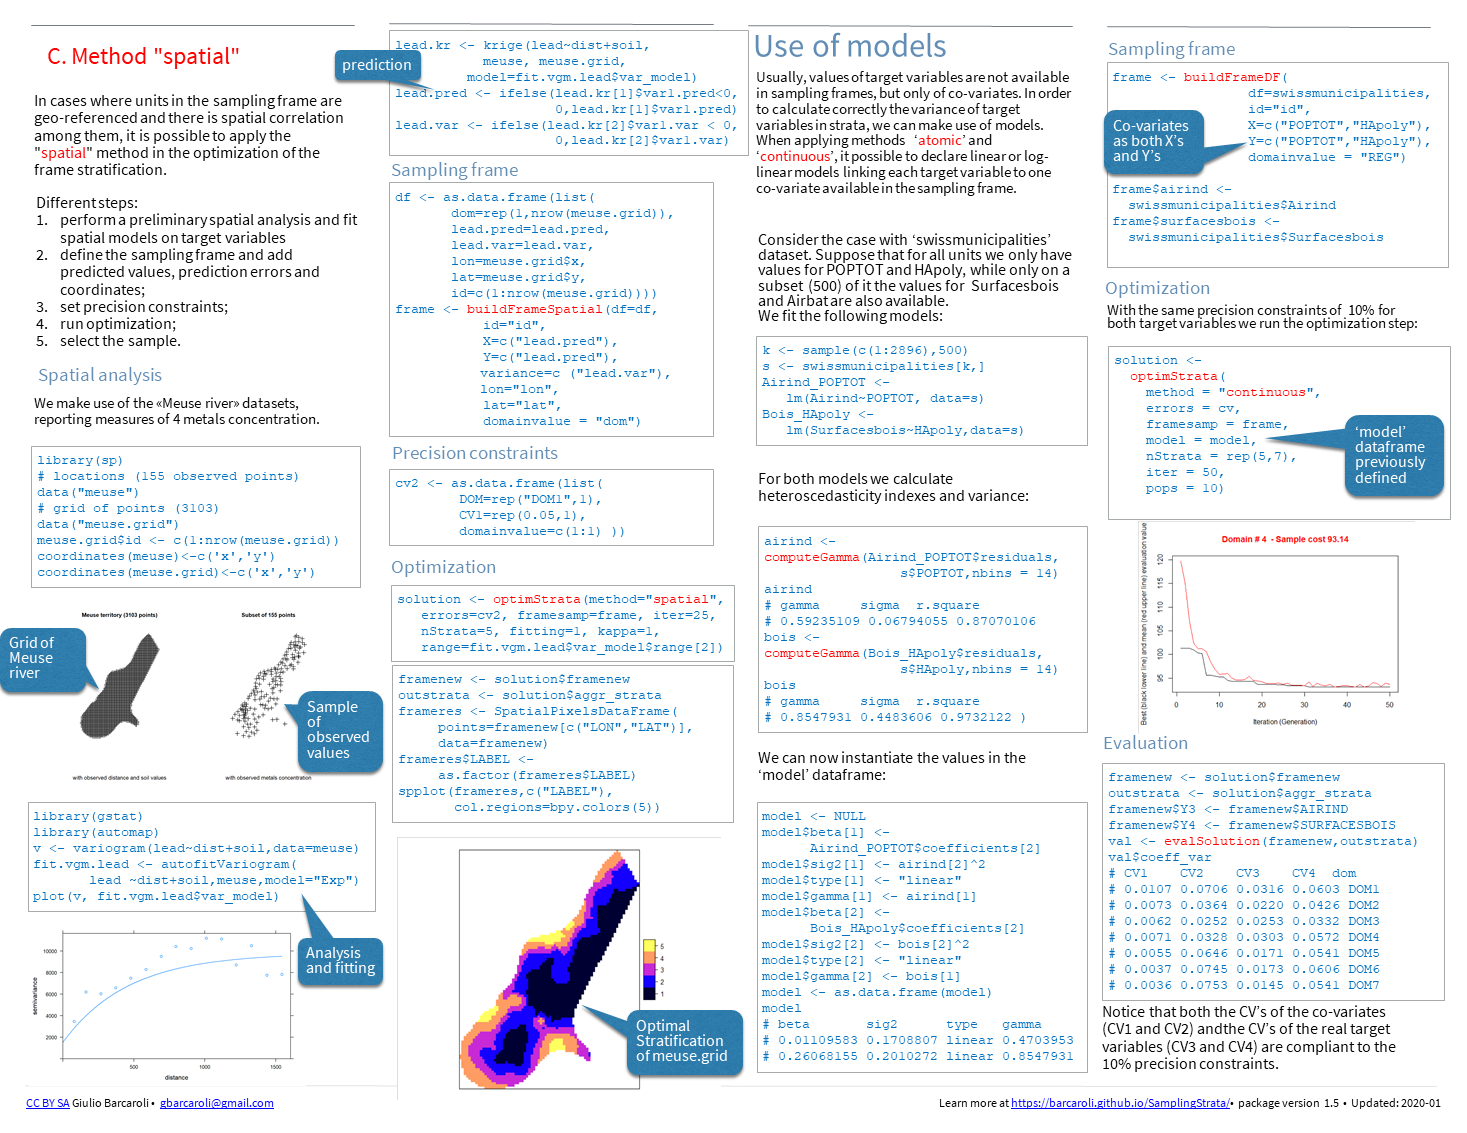 C. Method "spatial"
In cases where units in the sampling frame are
geo-referenced and there is spatial correlation
among them, it is possible to apply the
"spatial" method in the optimization of the
frame stratification.
Different steps:
1. perform a preliminary spatial analysis and fit
spatial models on target variables
2. define the sampling frame and add
predicted values, prediction errors and
coordinates;
3. set precision constraints;
4. run optimization;
5. select the sample.
Spatial analysis
We make use of the «Meuse river» datasets,
reporting measures of 4 metals concentration.
library(sp)
# locations (155 observed points)
data("meuse")
# grid of points (3103)
data("meuse.grid")
meuse.grid$id <- c(1:nrow(meuse.grid))
coordinates(meuse)<-c('x','y')
coordinates(meuse.grid)<-c('x','y')
Meuse territory (3103 points)
Subset of 155 points
Grid of
Meuse
river
Sample
of
observed
values
with observed distance and soil values
with observed metals concentration
library(gstat)
library(automap)
v <- variogram(lead~dist+soil,data=meuse)
fit.vgm.lead <- autofitVariogram(
lead ~dist+soil,meuse,model="Exp")
plot(v, fit.vgm.lead$var_model)
Analysis
and fitting
semivariance
10000
8000
6000
4000
2000
500
1000
1500
distance
prediction
lead.kr <- krige(lead~dist+soil,
meuse, meuse.grid,
model=fit.vgm.lead$var_model)
lead.pred <- ifelse(lead.kr[1]$var1.pred<0,
0,lead.kr[1]$var1.pred)
lead.var <- ifelse(lead.kr[2]$var1.var < 0,
0,lead.kr[2]$var1.var)
Sampling frame
df <- as.data.frame(list(
dom=rep(1,nrow(meuse.grid)),
lead.pred=lead.pred,
lead.var=lead.var,
lon=meuse.grid$x,
lat=meuse.grid$y,
id=c(1:nrow(meuse.grid))))
frame <- buildFrameSpatial(df=df,
id="id",
X=c("lead.pred"),
Y=c("lead.pred"),
variance=c ("lead.var"),
lon="lon",
lat="lat",
domainvalue = "dom")
Precision constraints
cv2 <- as.data.frame(list(
DOM=rep("DOM1",1),
CV1=rep(0.05,1),
domainvalue=c(1:1) ))
Optimization
solution <- optimStrata(method="spatial",
errors=cv2, framesamp=frame, iter=25,
nStrata=5, fitting=1, kappa=1,
range=fit.vgm.lead$var_model$range[2])
framenew <- solution$framenew
outstrata <- solution$aggr_strata
frameres <- SpatialPixelsDataFrame(
points=framenew[c("LON","LAT")],
data=framenew)
frameres$LABEL <-
as.factor(frameres$LABEL)
spplot(frameres,c("LABEL"),
col.regions=bpy.colors(5))
5
4
3
2
1
Optimal
Stratification
of meuse.grid
Use of models
Usually, values of target variables are not available
in sampling frames, but only of co-variates. In order
to calculate correctly the variance of target
variables in strata, we can make use of models.
When applying methods 'atomic' and
'continuous', it possible to declare linear or log-
linear models linking each target variable to one
co-variate available in the sampling frame.
Consider the case with 'swissmunicipalities'
dataset. Suppose that for all units we only have
values for POPTOT and HApoly, while only on a
subset (500) of it the values for Surfacesbois
and Airbat are also available.
We fit the following models:
k <- sample(c(1:2896),500)
s <- swissmunicipalities[k,]
Airind_POPTOT <-
lm(Airind~POPTOT, data=s)
Bois_HApoly <-
lm(Surfacesbois~HApoly,data=s)
For both models we calculate
heteroscedasticity indexes and variance:
airind <-
computeGamma(Airind_POPTOT$residuals,
s$POPTOT,nbins = 14)
airind
# gamma sigma r.square
# 0.59235109 0.06794055 0.87070106
bois <-
computeGamma(Bois_HApoly$residuals,
s$HApoly,nbins = 14)
bois
# gamma sigma r.square
# 0.8547931 0.4483606 0.9732122 )
We can now instantiate the values in the
'model' dataframe:
model <- NULL
model$beta[1] <-
Airind_POPTOT$coefficients[2]
model$sig2[1] <- airind[2]^2
model$type[1] <- "linear"
model$gamma[1] <- airind[1]
model$beta[2] <-
Bois_HApoly$coefficients[2]
model$sig2[2] <- bois[2]^2
model$type[2] <- "linear"
model$gamma[2] <- bois[1]
model <- as.data.frame(model)
model
# beta sig2 type gamma
# 0.01109583 0.1708807 linear 0.4703953
# 0.26068155 0.2010272 linear 0.8547931
Sampling frame
frame <- buildFrameDF(
df=swissmunicipalities,
id="id",
X=c("POPTOT","HApoly"),
Y=c("POPTOT","HApoly"),
domainvalue = "REG")
frame$airind <-
swissmunicipalities$Airind
frame$surfacesbois <-
swissmunicipalities$Surfacesbois
Co-variates
as both X's
and Y's
Optimization
With the same precision constraints of 10% for
both target variables we run the optimization step:
solution <-
optimStrata(
method = "continuous",
errors = cv,
framesamp = frame,
model = model,
nStrata = rep(5,7),
iter = 50,
pops = 10)
'model'
dataframe
previously
defined
Domain # 4 - Sample cost 93.14
Best (black lower line) and mean (red upper line) evaluation value
120
115
110
105
100
95
0
10
20
30
40
50
Iteration (Generation)
Evaluation
framenew <- solution$framenew
outstrata <- solution$aggr_strata
framenew$Y3 <- framenew$AIRIND
framenew$Y4 <- framenew$SURFACESBOIS
val <- evalSolution(framenew,outstrata)
val$coeff_var
# CV1 CV2 CV3 CV4 dom
# 0.0107 0.0706 0.0316 0.0603 DOM1
# 0.0073 0.0364 0.0220 0.0426 DOM2
# 0.0062 0.0252 0.0253 0.0332 DOM3
# 0.0071 0.0328 0.0303 0.0572 DOM4
# 0.0055 0.0646 0.0171 0.0541 DOM5
# 0.0037 0.0745 0.0173 0.0606 DOM6
# 0.0036 0.0753 0.0145 0.0541 DOM7
Notice that both the CV's of the co-variates
(CV1 and CV2) andthe CV's of the real target
variables (CV3 and CV4) are compliant to the
10% precision constraints.
CC BY SA Giulio Barcaroli • gbarcaroli@gmail.com
Learn more at https://barcaroli.github.io/SamplingStrata/ • package version 1.5 • Updated: 2020-01